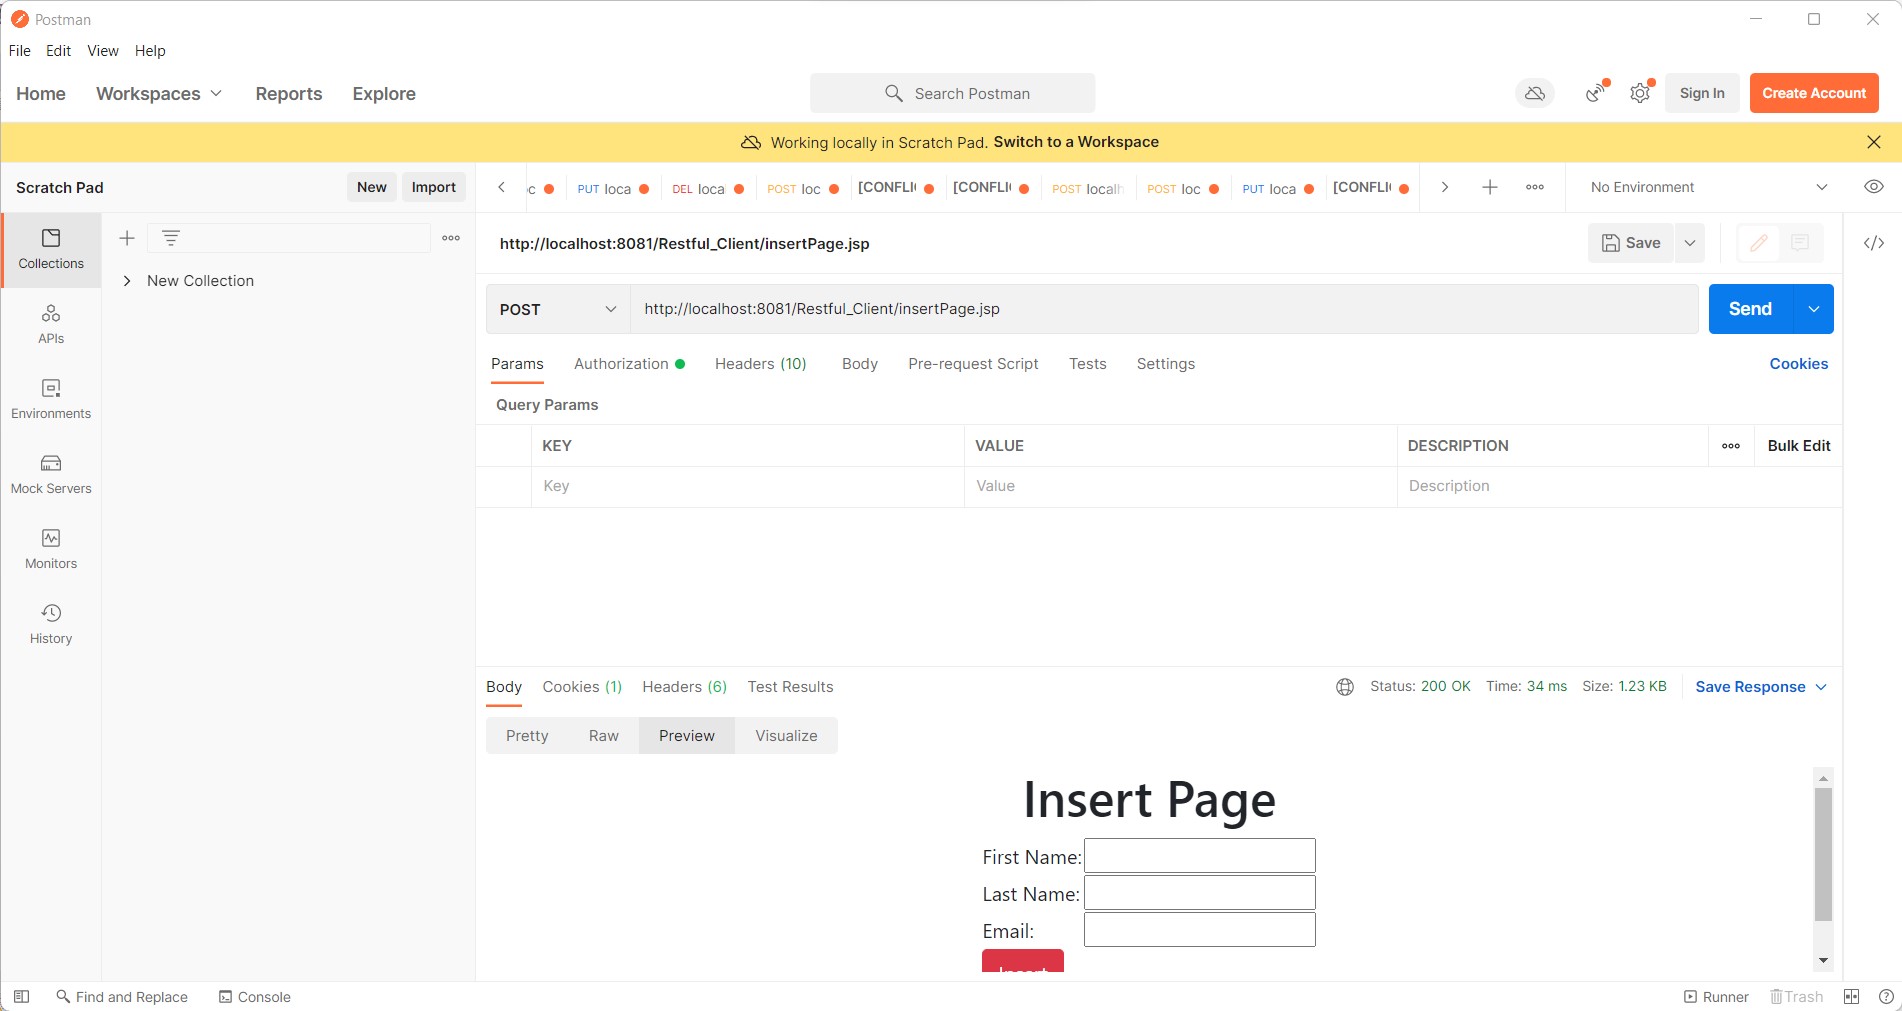 Postman
File Edit View Help
Home Workspaces Reports Explore Search Postman Sign In Create Account
Working locally in Scratch Pad. Switch to a Workspace
Scratch Pad New Import
PUT loca DEL loca POST loc [CONFLI [CONFLI POST localh POST loc PUT loca [CONFLI No Environment
Collections
New Collection
APIs
Environments
Mock Servers
Monitors
History
http://localhost:8081/Restful_Client/insertPage.jsp Save
POST http://localhost:8081/Restful_Client/insertPage.jsp Send
Params Authorization Headers (10) Body Pre-request Script Tests Settings Cookies
Query Params
KEY VALUE DESCRIPTION Bulk Edit
Key Value Description
Body Cookies (1) Headers (6) Test Results Status: 200 OK Time: 34 ms Size: 1.23 KB Save Response
Pretty Raw Preview Visualize
Insert Page
First Name:
Last Name:
Email:
Insert
Find and Replace Console Runner Trash